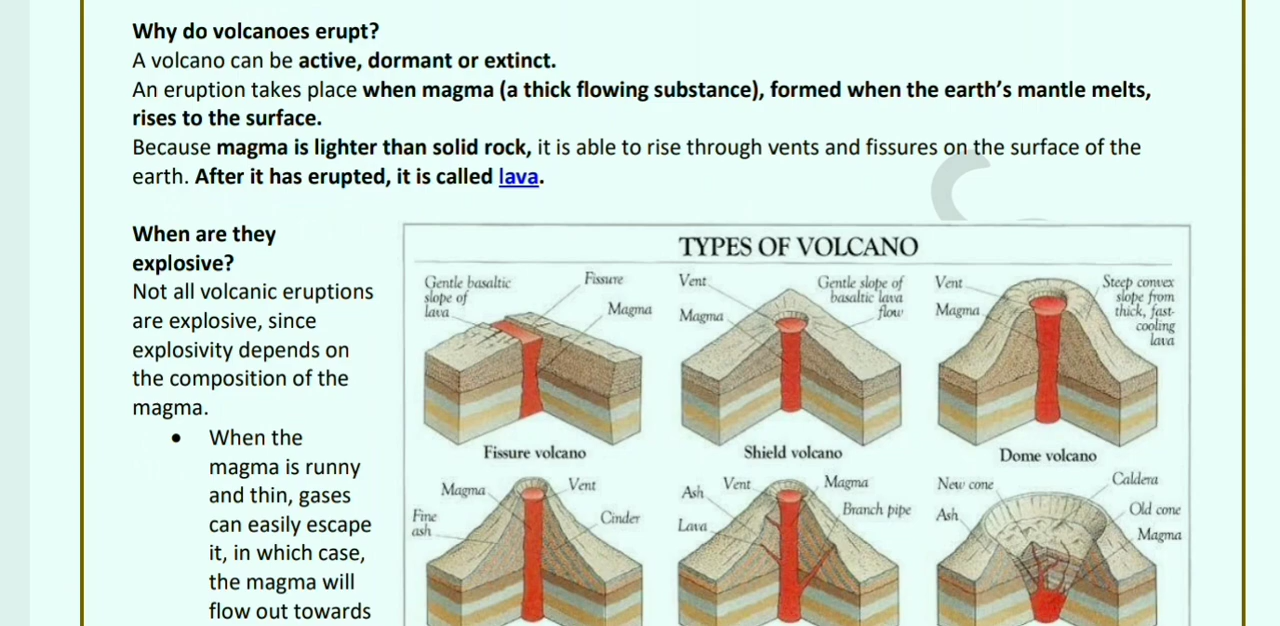 Why do volcanoes erupt?
A volcano can be active, dormant or extinct.
An eruption takes place when magma (a thick flowing substance), formed when the earth’s mantle melts,
rises to the surface.
Because magma is lighter than solid rock, it is able to rise through vents and fissures on the surface of the
earth. After it has erupted, it is called lava.
When are they
explosive?
Not all volcanic eruptions
are explosive, since
explosivity depends on
the composition of the
magma.
• When the
magma is runny
and thin, gases
can easily escape
it, in which case,
the magma will
flow out towards
TYPES OF VOLCANO
Gentle basaltic
slope of
lava
Fissure
Magma
Fissure volcano
Vent
Magma
Gentle slope of
basaltic lava
flow
Shield volcano
Vent
Magma
Steep convex
slope from
thick, fast-
cooling
lava
Dome volcano
Magma
Vent
Fine
ash
Cinder
Ash
Vent
Magma
Lava
Branch pipe
New cone
Caldera
Ash
Old cone
Magma